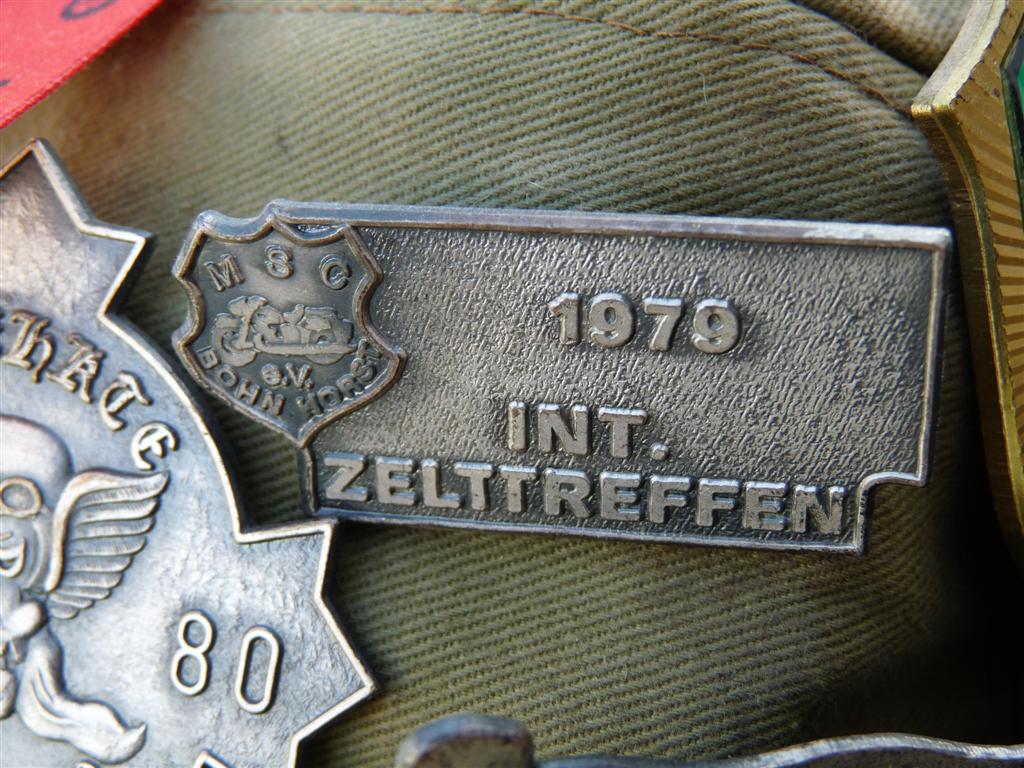 MSC
e.V.
BOHN HORST
1979
INT.
ZELTTREFFEN
80